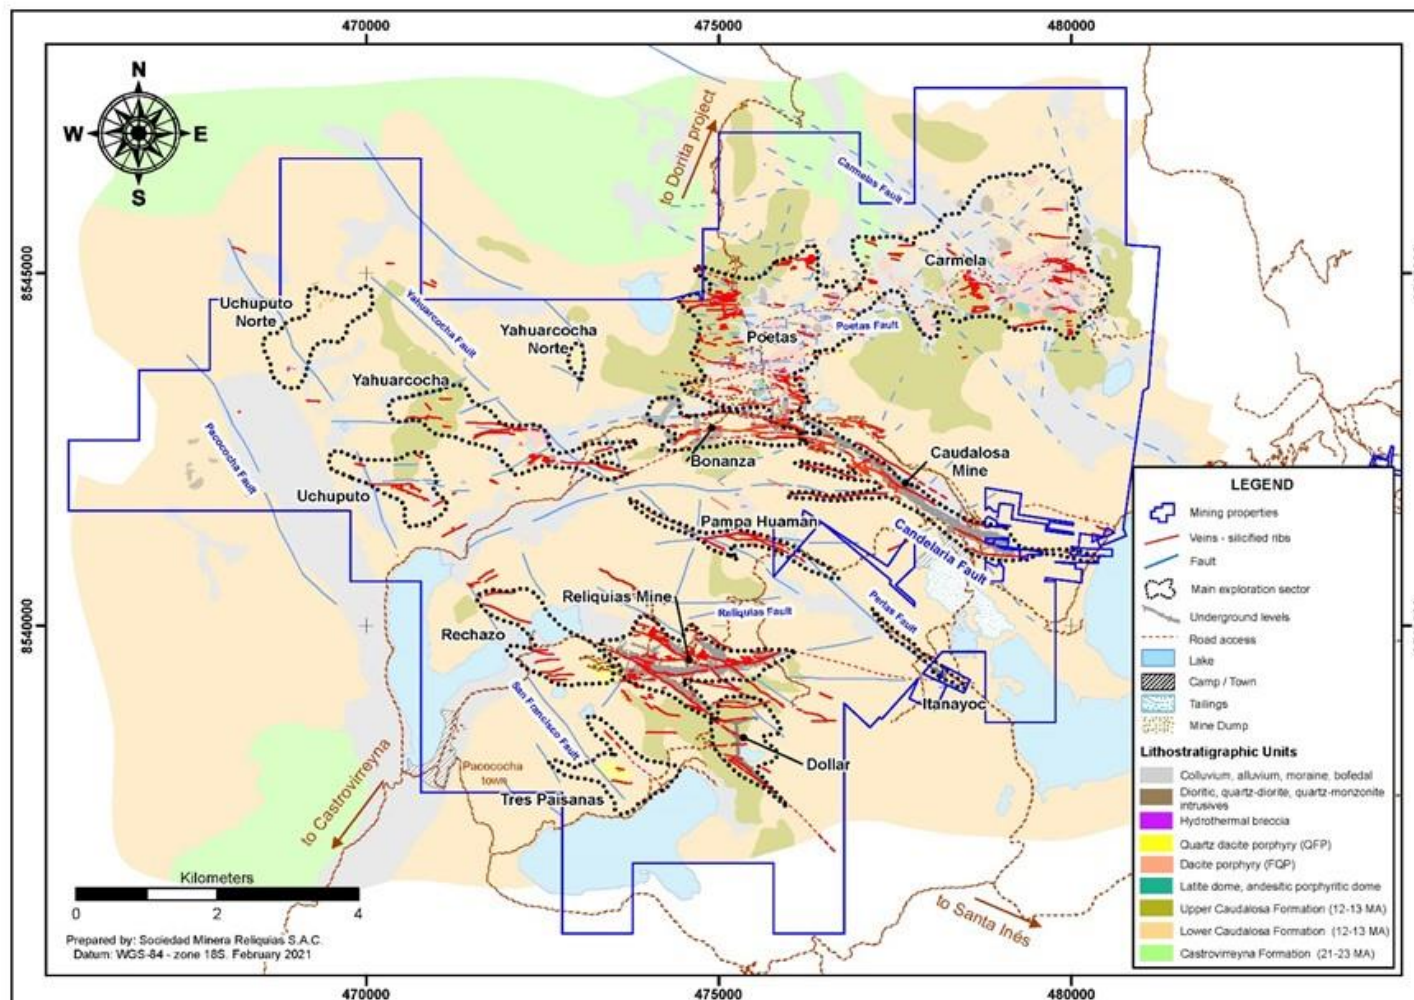 470000
475000
480000
N
W
E
S
8545000
8540000
to Dorita project
Carmelas Fault
Carmela
Uchuputo
Norte
Yahuarcocha Fault
Yahuarcocha
Norte
Poetas Fault
Poetas
Yahuarcocha
Pacococha Fault
Bonanza
Caudalosa
Mine
Uchuputo
Pampa Huaman
Candelaria Fault
Reliquias Mine
Reliquias Fault
Perlas Fault
Rechazo
San Francisco Fault
Itanayoc
Dollar
Pacococha
town
Tres Paisanas
to Castrovirreyna
to Santa Inés
Kilometers
0
2
4
Prepared by: Sociedad Minera Reliquias S.A.C.
Datum: WGS-84 - zone 18S. February 2021
LEGEND
Mining properties
Veins - silicified ribs
Fault
Main exploration sector
Underground levels
Road access
Lake
Camp / Town
Tailings
Mine Dump
Lithostratigraphic Units
Colluvium, alluvium, moraine, bofedal
Dioritic, quartz-diorite, quartz-monzonite
intrusives
Hydrothermal breccia
Quartz dacite porphyry (QFP)
Dacite porphyry (FQP)
Latite dome, andesitic porphyritic dome
Upper Caudalosa Formation (12-13 MA)
Lower Caudalosa Formation (12-13 MA)
Castrovirreyna Formation (21-23 MA)
470000
475000
480000